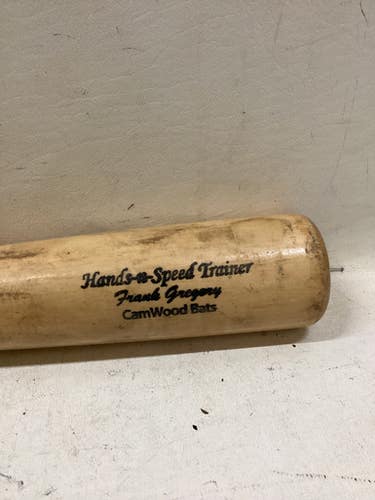 Hands-n-Speed Trainer
Frank Gregory
CamWood Bats